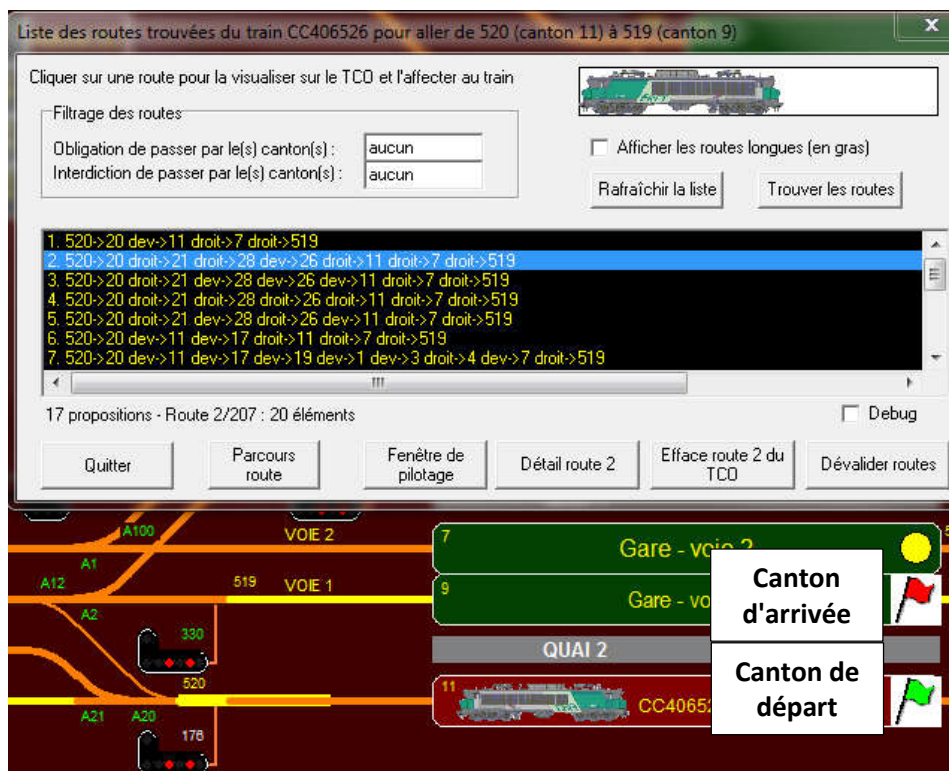 Liste des routes trouvées du train CC406526 pour aller de 520 (canton 11) à 519 (canton 9)
x
Cliquer sur une route pour la visualiser sur le TCO et l'affecter au train
Filtrage des routes
Obligation de passer par le(s) canton(s) : aucun
Interdiction de passer par le(s) canton(s) : aucun
Afficher les routes longues (en gras)
Rafraîchir la liste Trouver les routes
1. 520->20 dev->11 droit->7 droit->519
2. 520->20 droit->21 droit->28 dev->26 droit->11 droit->7 droit->519
3. 520->20 droit->21 dev->28 dev->26 dev->11 droit->7 droit->519
4. 520->20 droit->21 droit->28 droit->26 droit->11 droit->7 droit->519
5. 520->20 droit->21 dev->28 droit->26 dev->11 droit->7 droit->519
6. 520->20 dev->11 dev->17 droit->11 droit->7 droit->519
7. 520->20 dev->11 dev->17 dev->19 dev->1 dev->3 droit->4 dev->7 droit->519
17 propositions - Route 2/207 : 20 éléments
Debug
Quitter
Parcours route
Fenêtre de pilotage
Détail route 2
Efface route 2 du TCO
Dévalider routes
A100
VOIE 2
7
Gare - voie 2
A1
A12
519
VOIE 1
9
Gare - vo
Canton d'arrivée
A2
330
QUAI 2
520
11
CC4065
Canton de départ
A21
A20
176